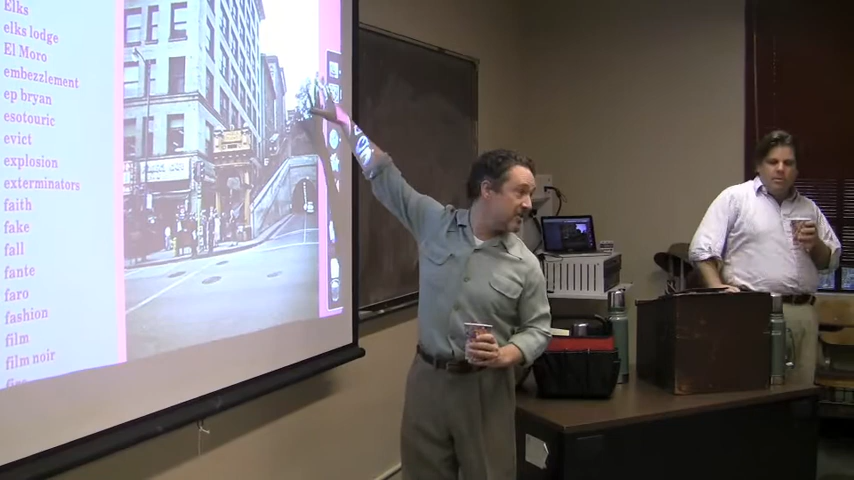 Elks
elks lodge
El Moro
embezzlement
ep bryan
esotouric
evict
explosion
exterminists
faith
fake
fall
fante
faro
fashion
film
film noir